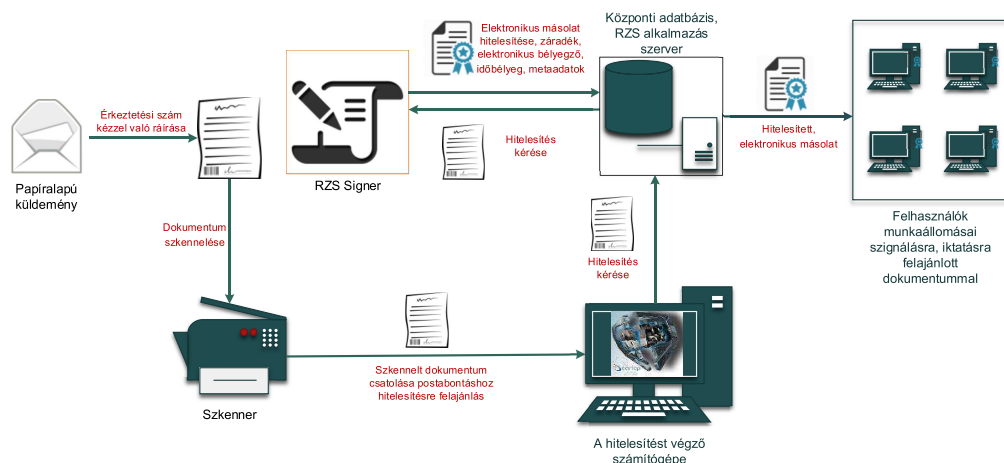 Elektronikus másolat
hitelesítése, záradék,
elektronikus bélyegző,
időbélyeg, metaadatok
Központi adatbázis,
RZS alkalmazás
szerver
Érkeztetési szám
kézzel való ráírása
Papíralapú
küldemény
RZS Signer
Hitelesítés
kérése
Hitelesített,
elektronikus másolat
Felhasználók
munkaállomásai
szignálásra, iktatásra
felajánlott
dokumentummal
Dokumentum
szkennelése
Hitelesítés
kérése
Szkennelt dokumentum
csatolása postabontáshoz
hitelesítésre felajánlás
Szkenner
A hitelesítést végző
számítógépe